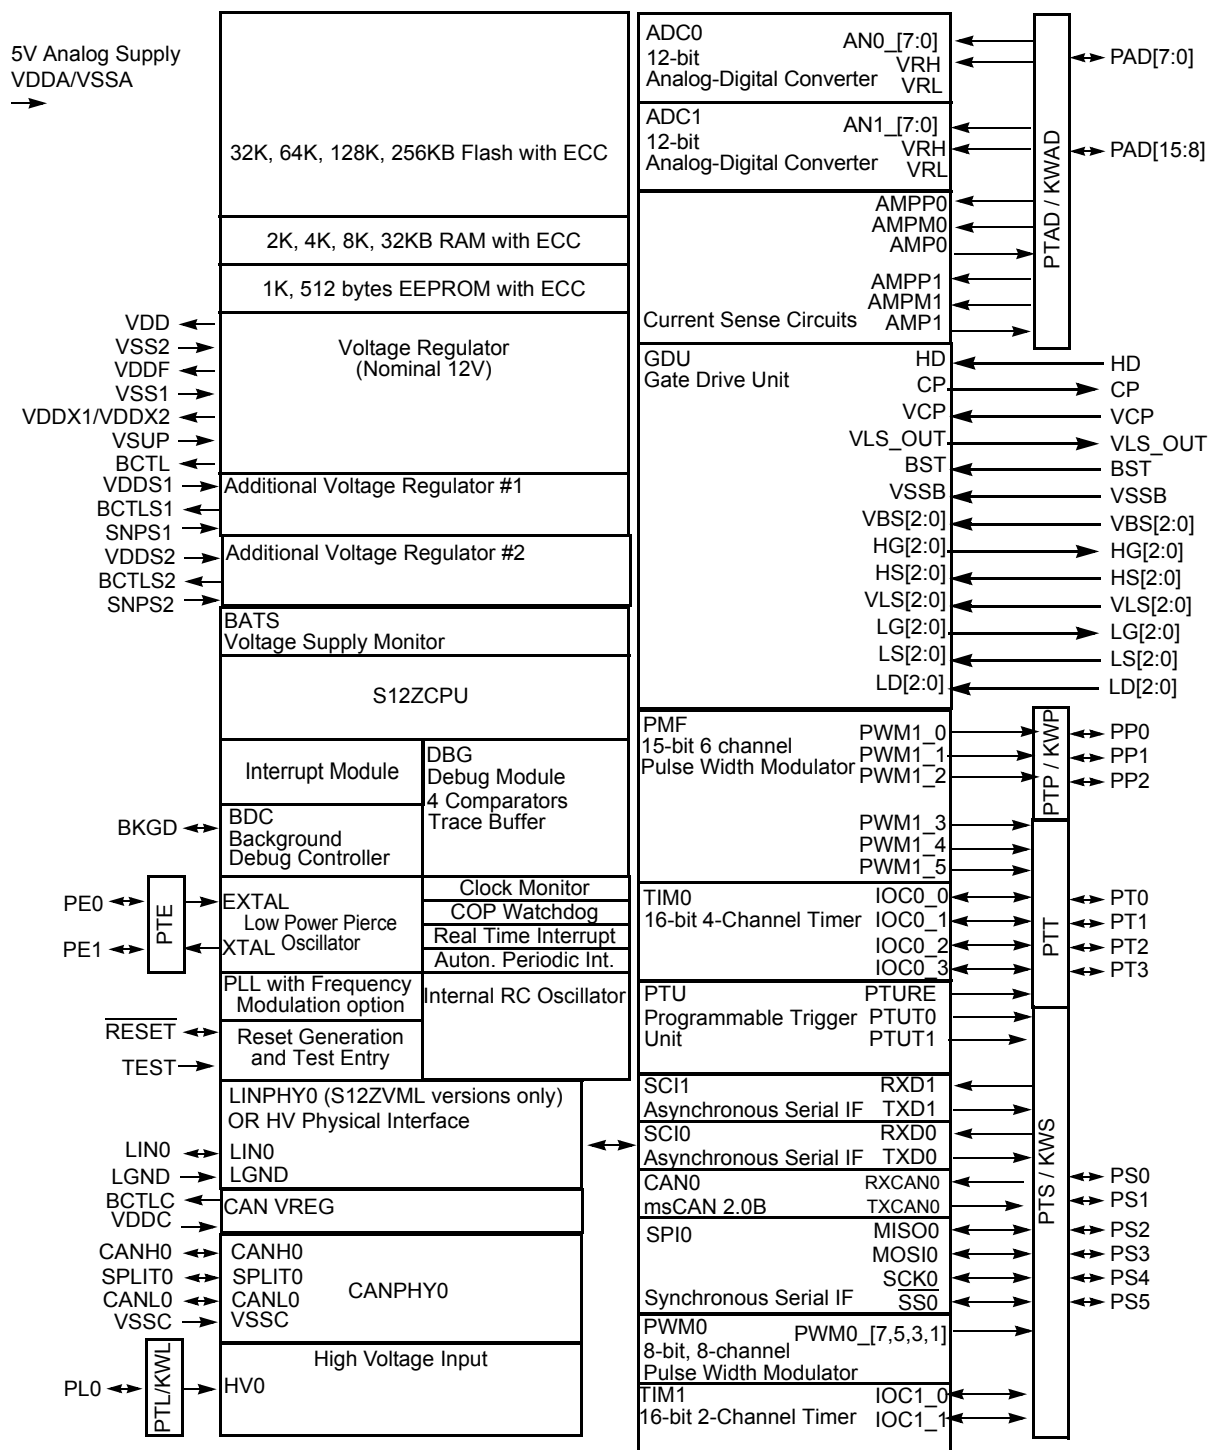 5V Analog Supply
VDDA/VSSA
32K, 64K, 128K, 256KB Flash with ECC
2K, 4K, 8K, 32KB RAM with ECC
1K, 512 bytes EEPROM with ECC
VDD
VSS2
VDDF
VSS1
VDDX1/VDDX2
VSUP
BCTL
Voltage Regulator
(Nominal 12V)
VDDS1
BCTLS1
SNPS1
Additional Voltage Regulator #1
VDDS2
BCTLS2
SNPS2
Additional Voltage Regulator #2
BATS
Voltage Supply Monitor
S12ZCPU
Interrupt Module
DBG
Debug Module
4 Comparators
Trace Buffer
BKGD
BDC
Background
Debug Controller
PE0
PE1
PTE
EXTAL
Low Power Pierce
XTAL Oscillator
Clock Monitor
COP Watchdog
Real Time Interrupt
Auton. Periodic Int.
PLL with Frequency
Modulation option
Internal RC Oscillator
RESET
TEST
Reset Generation
and Test Entry
LINPHY0 (S12ZVML versions only)
OR HV Physical Interface
LIN0
LGND
LIN0
LGND
BCTLC
VDDC
CAN VREG
CANH0
SPLIT0
CANL0
VSSC
CANH0
SPLIT0
CANL0
VSSC
CANPHY0
PL0
PTL/KWL
High Voltage Input
HV0
ADC0
12-bit
Analog-Digital Converter
AN0_[7:0]
VRH
VRL
ADC1
12-bit
Analog-Digital Converter
AN1_[7:0]
VRH
VRL
Current Sense Circuits
AMPP0
AMPM0
AMP0
AMPP1
AMPM1
AMP1
PTAD / KWAD
PAD[7:0]
PAD[15:8]
GDU
Gate Drive Unit
HD
CP
VCP
VLS_OUT
BST
VSSB
VBS[2:0]
HG[2:0]
HS[2:0]
VLS[2:0]
LG[2:0]
LS[2:0]
LD[2:0]
HD
CP
VCP
VLS_OUT
BST
VSSB
VBS[2:0]
HG[2:0]
HS[2:0]
VLS[2:0]
LG[2:0]
LS[2:0]
LD[2:0]
PMF
15-bit 6 channel
Pulse Width Modulator
PWM1_0
PWM1_1
PWM1_2
PWM1_3
PWM1_4
PWM1_5
PTP / KWP
PP0
PP1
PP2
TIM0
16-bit 4-Channel Timer
IOC0_0
IOC0_1
IOC0_2
IOC0_3
PTT
PT0
PT1
PT2
PT3
PTU
Programmable Trigger
Unit
PTURE
PTUT0
PTUT1
SCI1
Asynchronous Serial IF
RXD1
TXD1
SCI0
Asynchronous Serial IF
RXD0
TXD0
CAN0
msCAN 2.0B
RXCAN0
TXCAN0
SPI0
Synchronous Serial IF
MISO0
MOSI0
SCK0
SS0
PTS / KWS
PS0
PS1
PS2
PS3
PS4
PS5
PWM0
8-bit, 8-channel
Pulse Width Modulator
PWM0_[7,5,3,1]
TIM1
16-bit 2-Channel Timer
IOC1_0
IOC1_1